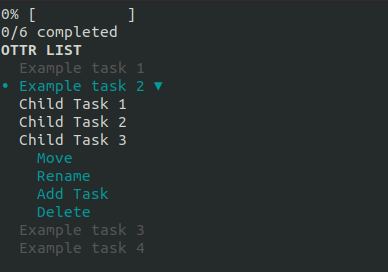 0% [          ]
0/6 completed
OTTR LIST
Example task 1
• Example task 2 ▼
Child Task 1
Child Task 2
Child Task 3
Move
Rename
Add Task
Delete
Example task 3
Example task 4